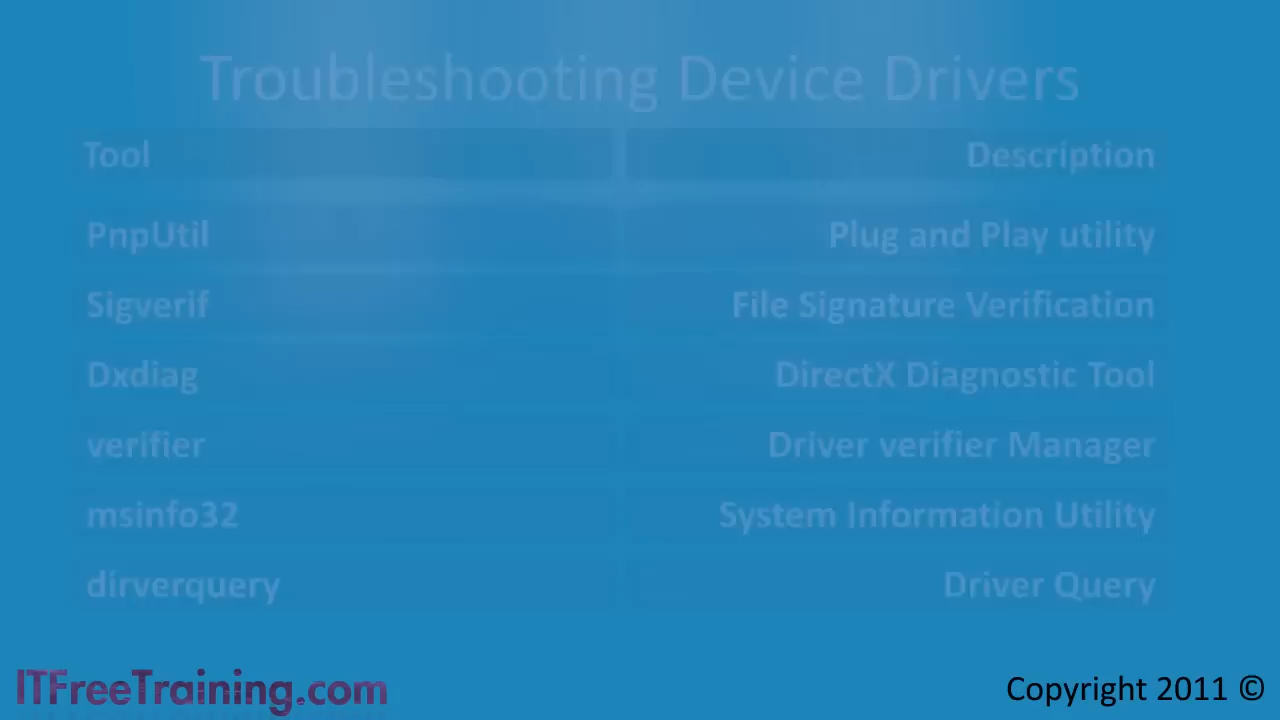 Troubleshooting Device Drivers
Tool Description
PnpUtil Plug and Play utility
Sigverif File Signature Verification
Dxdiag DirectX Diagnostic Tool
verifier Driver verifier Manager
msinfo32 System Information Utility
dirverquery Driver Query
ITFreeTraining.com Copyright 2011 ©